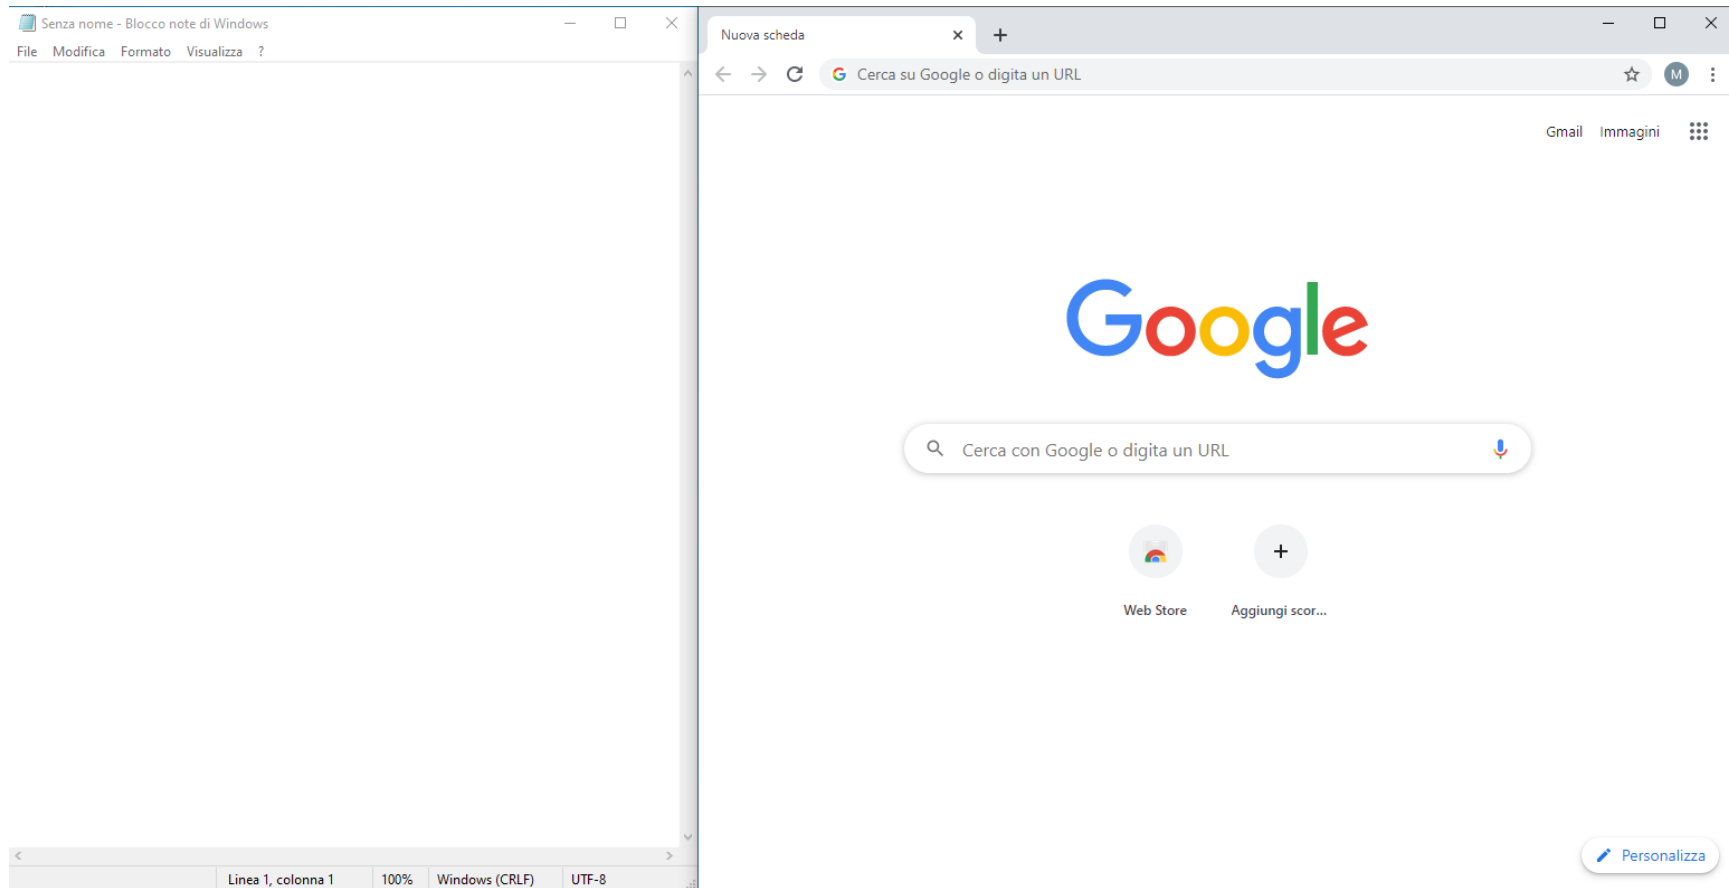 Senza nome - Blocco note di Windows
File Modifica Formato Visualizza ?
Linea 1, colonna 1 100% Windows (CRLF) UTF-8
Nuova scheda
Cerca su Google o digita un URL
M
Gmail Immagini
Google
Cerca con Google o digita un URL
Web Store Aggiungi scor...
Personalizza